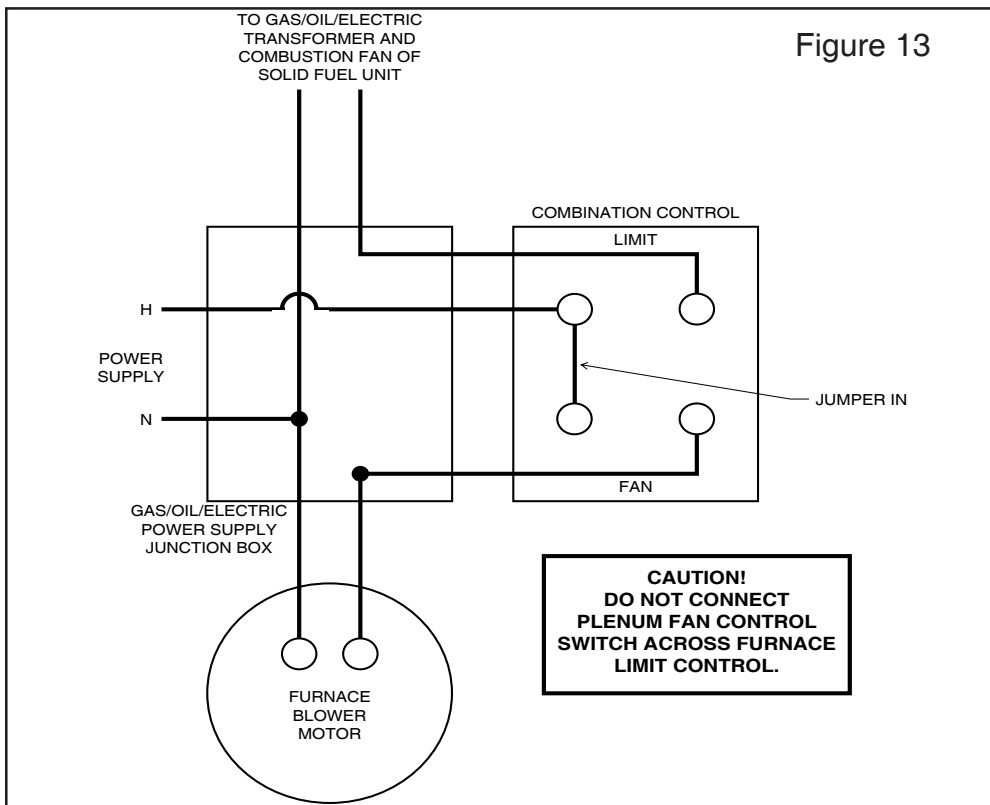 TO GAS/OIL/ELECTRIC
TRANSFORMER AND
COMBUSTION FAN OF
SOLID FUEL UNIT
Figure 13
COMBINATION CONTROL
LIMIT
H
POWER
SUPPLY
N
JUMPER IN
FAN
GAS/OIL/ELECTRIC
POWER SUPPLY
JUNCTION BOX
CAUTION!
DO NOT CONNECT
PLENUM FAN CONTROL
SWITCH ACROSS FURNACE
LIMIT CONTROL.
FURNACE
BLOWER
MOTOR